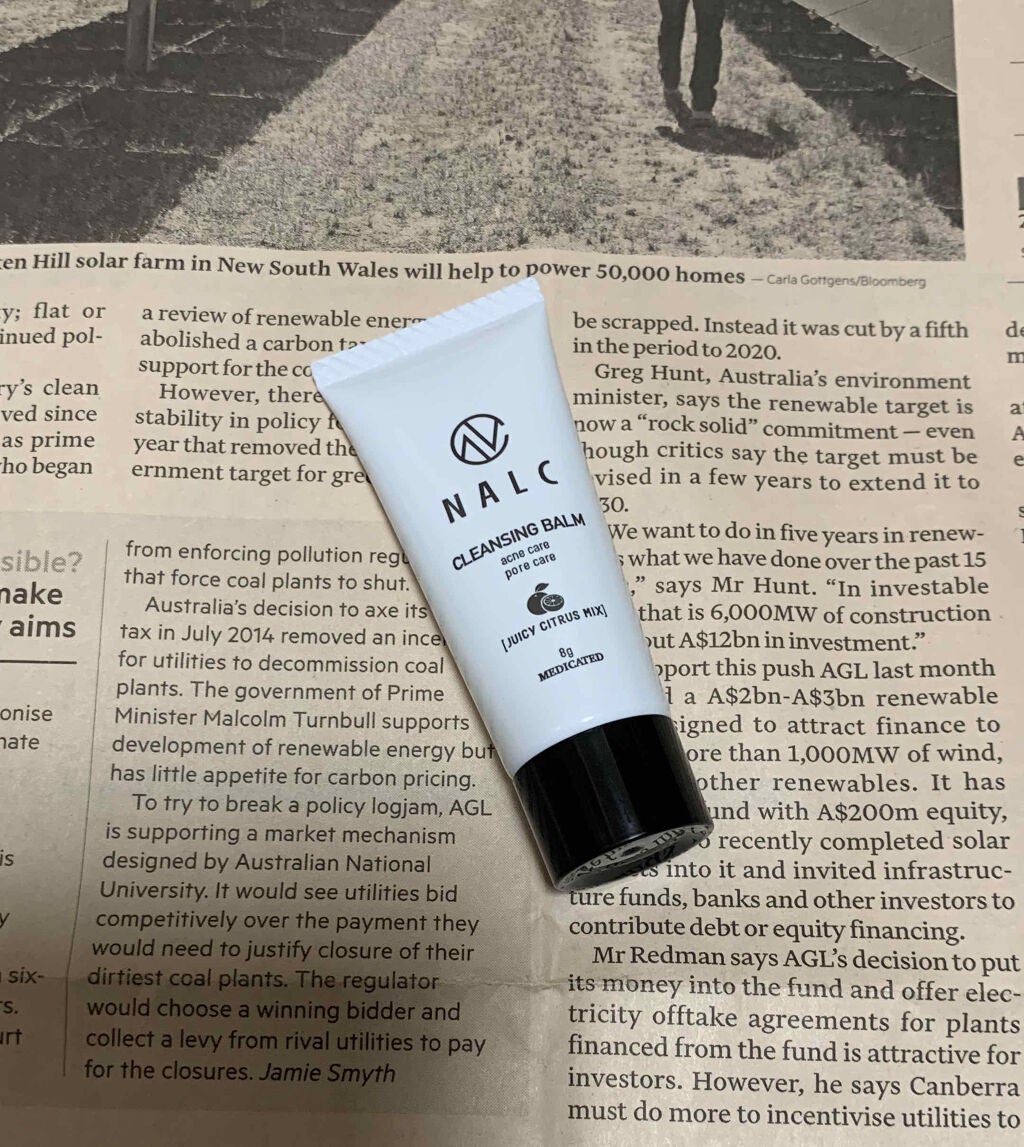 en Hill solar farm in New South Wales will help to power 50,000 homes — Carla Gottgens/Bloomberg
y; flat or
inued pol-
ry's clean
ved since
as prime
ho began
a review of renewable
abolished a carbon
support for the
However, there
stability in policy
year that removed the
ernment target for
be scrapped. Instead it was cut by a fifth
in the period to 2020.
Greg Hunt, Australia's environment
minister, says the renewable target is
now a “rock solid” commitment — even
hough critics say the target must be
vised in a few years to extend it to
30.
We want to do in five years in renew-
s what we have done over the past 15
,” says Mr Hunt. “In investable
that is 6,000MW of construction
out A$12bn in investment.”
pport this push AGL last month
a A$2bn-A$3bn renewable
signed to attract finance to
ore than 1,000MW of wind,
other renewables. It has
und with A$200m equity,
recently completed solar
ts into it and invited infrastruc-
ture funds, banks and other investors to
contribute debt or equity financing.
Mr Redman says AGL's decision to put
its money into the fund and offer elec-
tricity offtake agreements for plants
financed from the fund is attractive for
investors. However, he says Canberra
must do more to incentivise utilities to
sible?
make
aims
onise
nate
is
y
six-
rs.
urt
from enforcing pollution regu
that force coal plants to shut.
Australia's decision to axe its
tax in July 2014 removed an ince
for utilities to decommission coal
plants. The government of Prime
Minister Malcolm Turnbull supports
development of renewable energy but
has little appetite for carbon pricing.
To try to break a policy logjam, AGL
is supporting a market mechanism
designed by Australian National
University. It would see utilities bid
competitively over the payment they
would need to justify closure of their
dirtiest coal plants. The regulator
would choose a winning bidder and
collect a levy from rival utilities to pay
for the closures. Jamie Smyth
NALC
CLEANSING BALM
acne care
pore care
[JUICY CITRUS MIX]
8g
MEDICATED